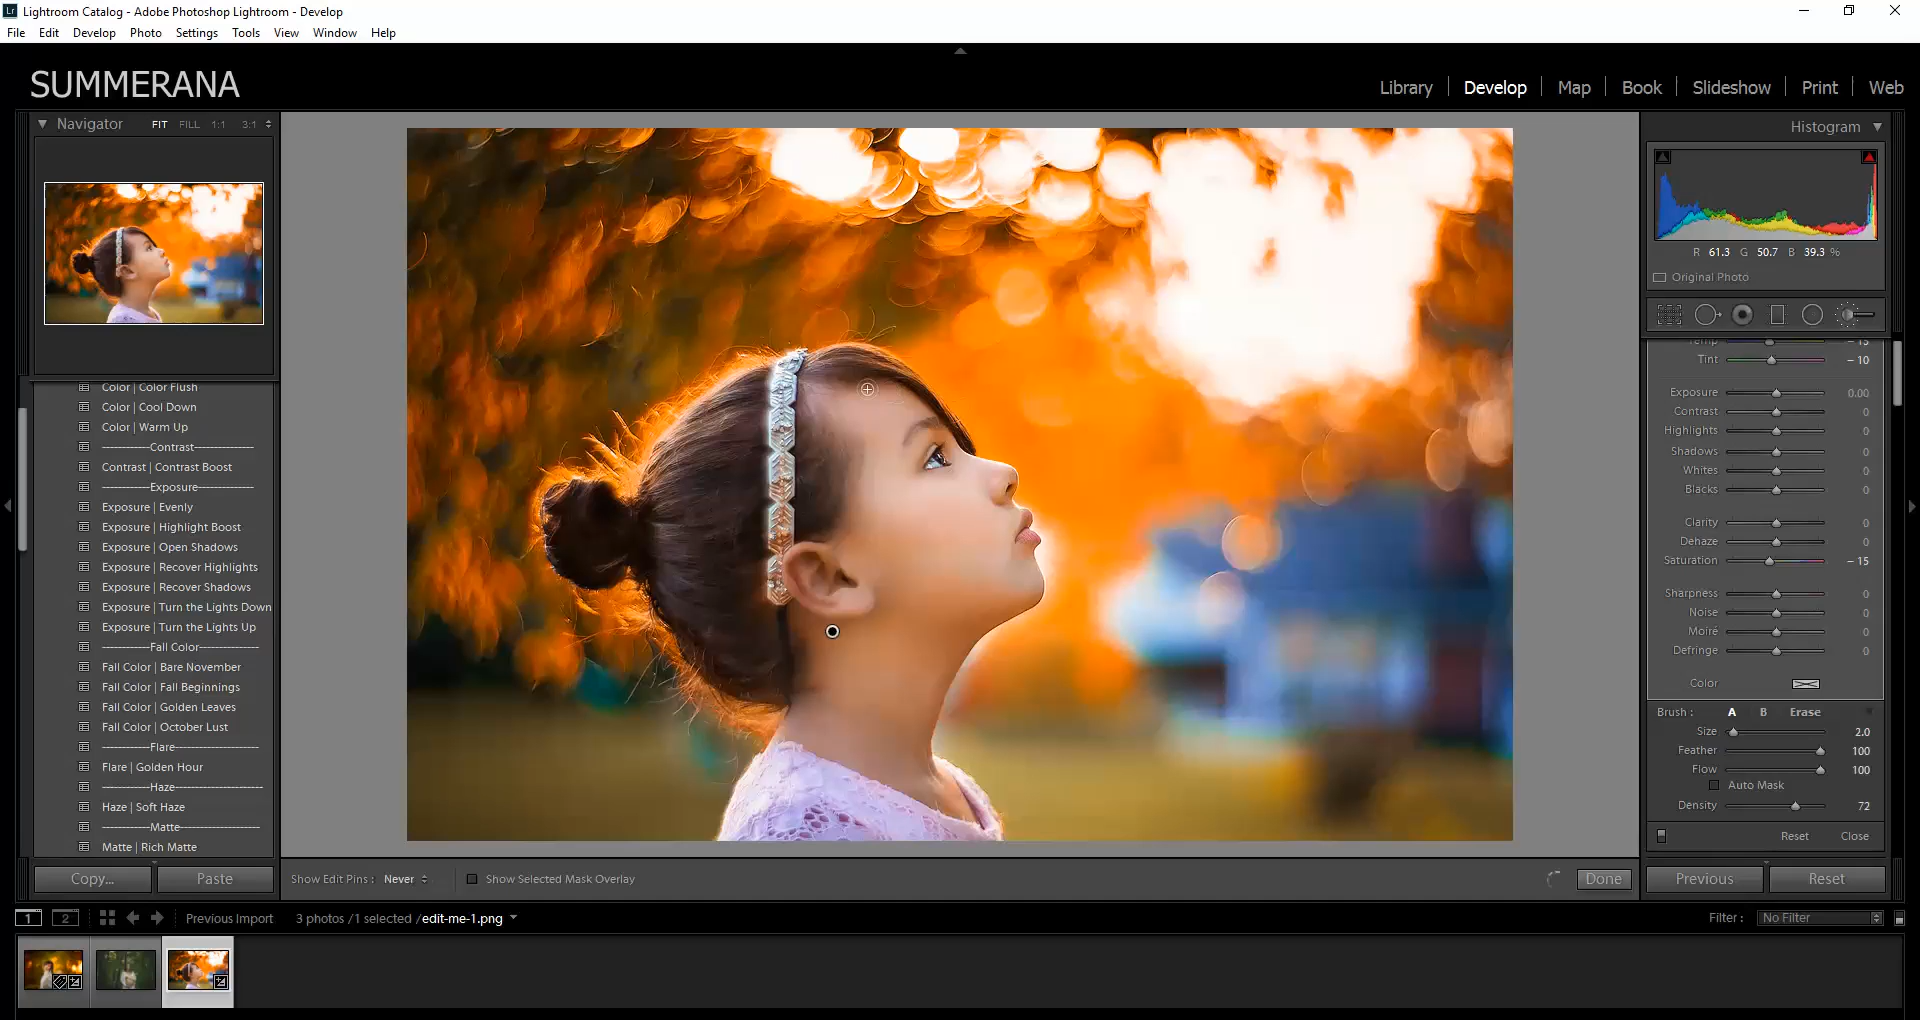 Lightroom Catalog - Adobe Photoshop Lightroom - Develop
File Edit Develop Photo Settings Tools View Window Help
SUMMERANA
Library Develop Map Book Slideshow Print Web
Navigator FIT FILL 1:1 3:1
Color | Color Flush
Color | Cool Down
Color | Warm Up
------------Contrast---------------
Contrast | Contrast Boost
------------Exposure--------------
Exposure | Evenly
Exposure | Highlight Boost
Exposure | Open Shadows
Exposure | Recover Highlights
Exposure | Recover Shadows
Exposure | Turn the Lights Down
Exposure | Turn the Lights Up
------------Fall Color---------------
Fall Color | Bare November
Fall Color | Fall Beginnings
Fall Color | Golden Leaves
Fall Color | October Lust
------------Flare---------------------
Flare | Golden Hour
------------Haze----------------------
Haze | Soft Haze
------------Matte--------------------
Matte | Rich Matte
Copy... Paste
Histogram
R 61.3 G 50.7 B 39.3 %
Original Photo
Temp – 15
Tint – 10
Exposure 0.00
Contrast 0
Highlights 0
Shadows 0
Whites 0
Blacks 0
Clarity 0
Dehaze 0
Saturation – 15
Sharpness 0
Noise 0
Moiré 0
Defringe 0
Color
Brush : A B Erase
Size 2.0
Feather 100
Flow 100
Auto Mask
Density 72
Reset Close
Previous Reset
Show Edit Pins : Never Show Selected Mask Overlay Done
1 2 Previous Import 3 photos /1 selected /edit-me-1.png Filter : No Filter